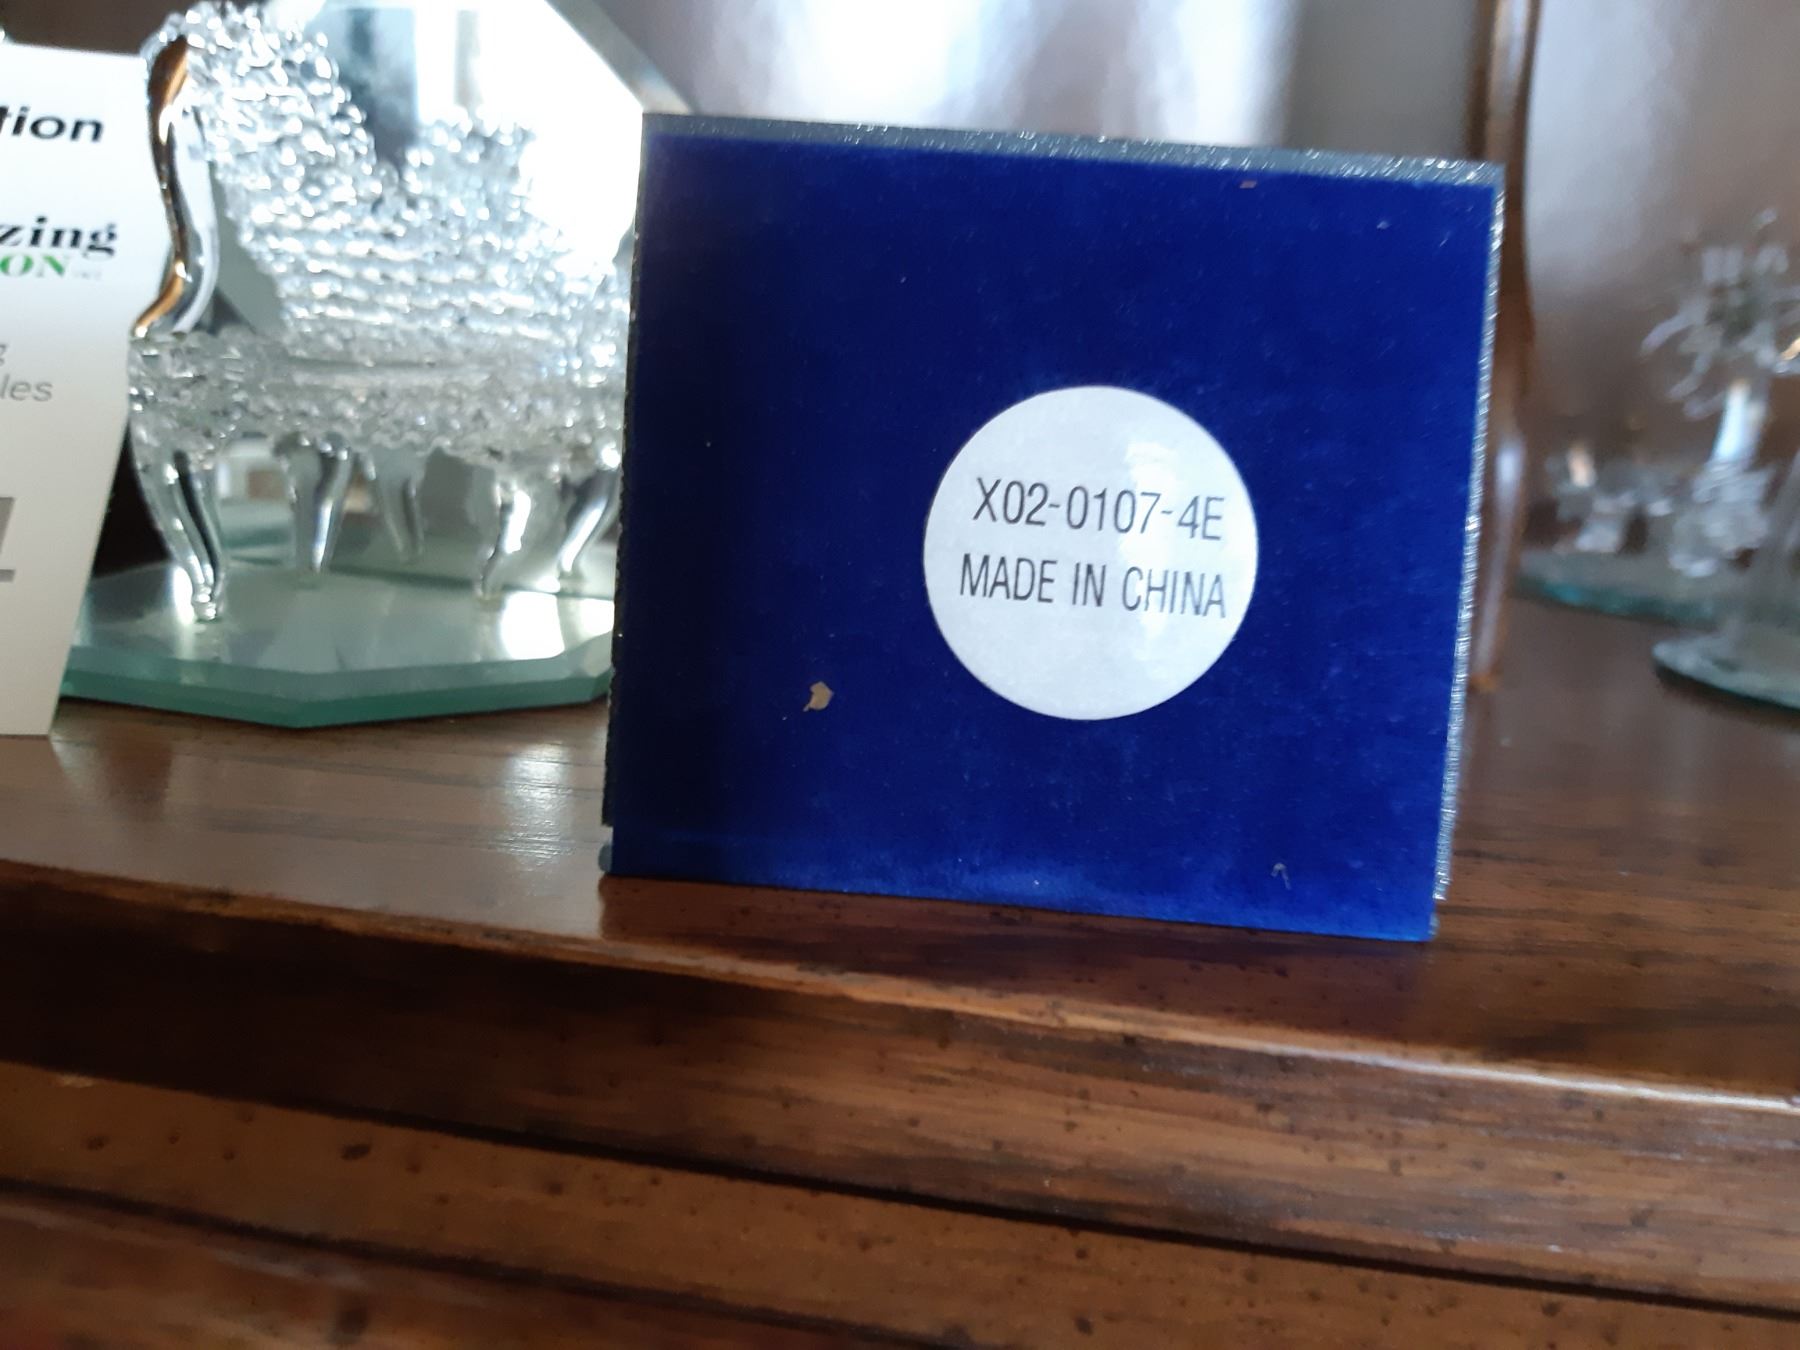 tion
zing
ON
les
X02-0107-4E
MADE IN CHINA